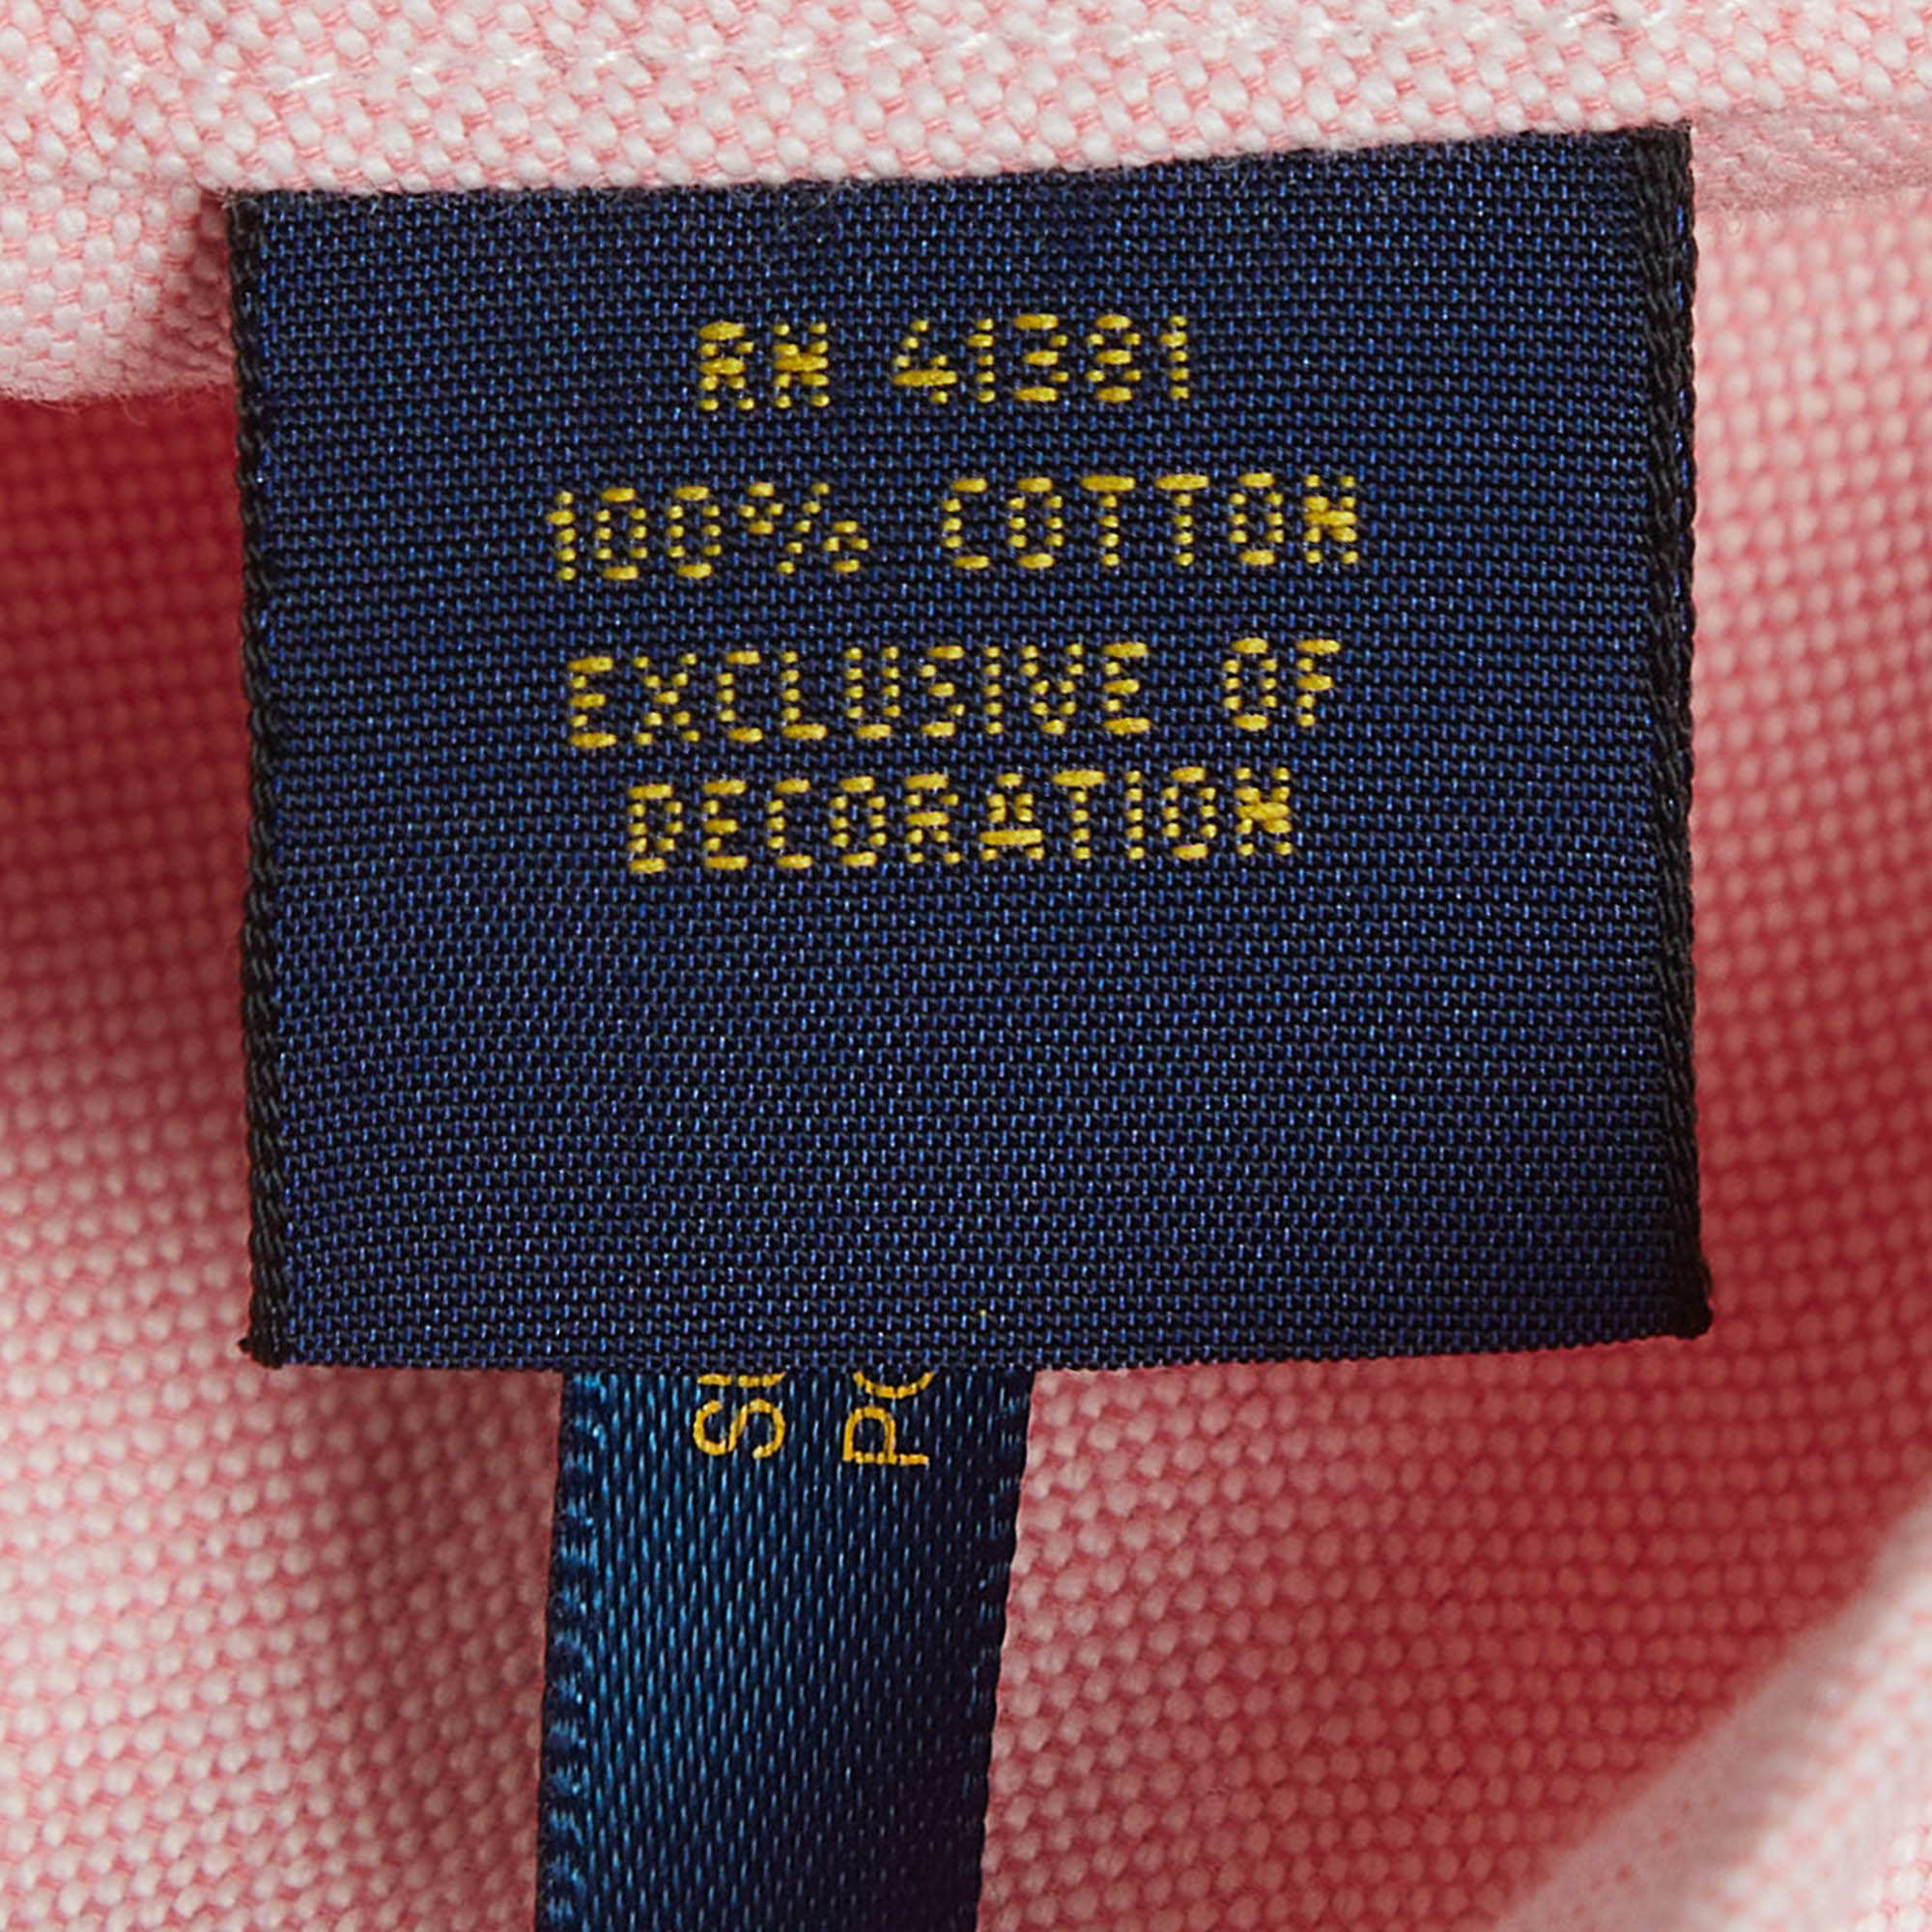 RN 41381
100% COTTON
EXCLUSIVE OF
DECORATION